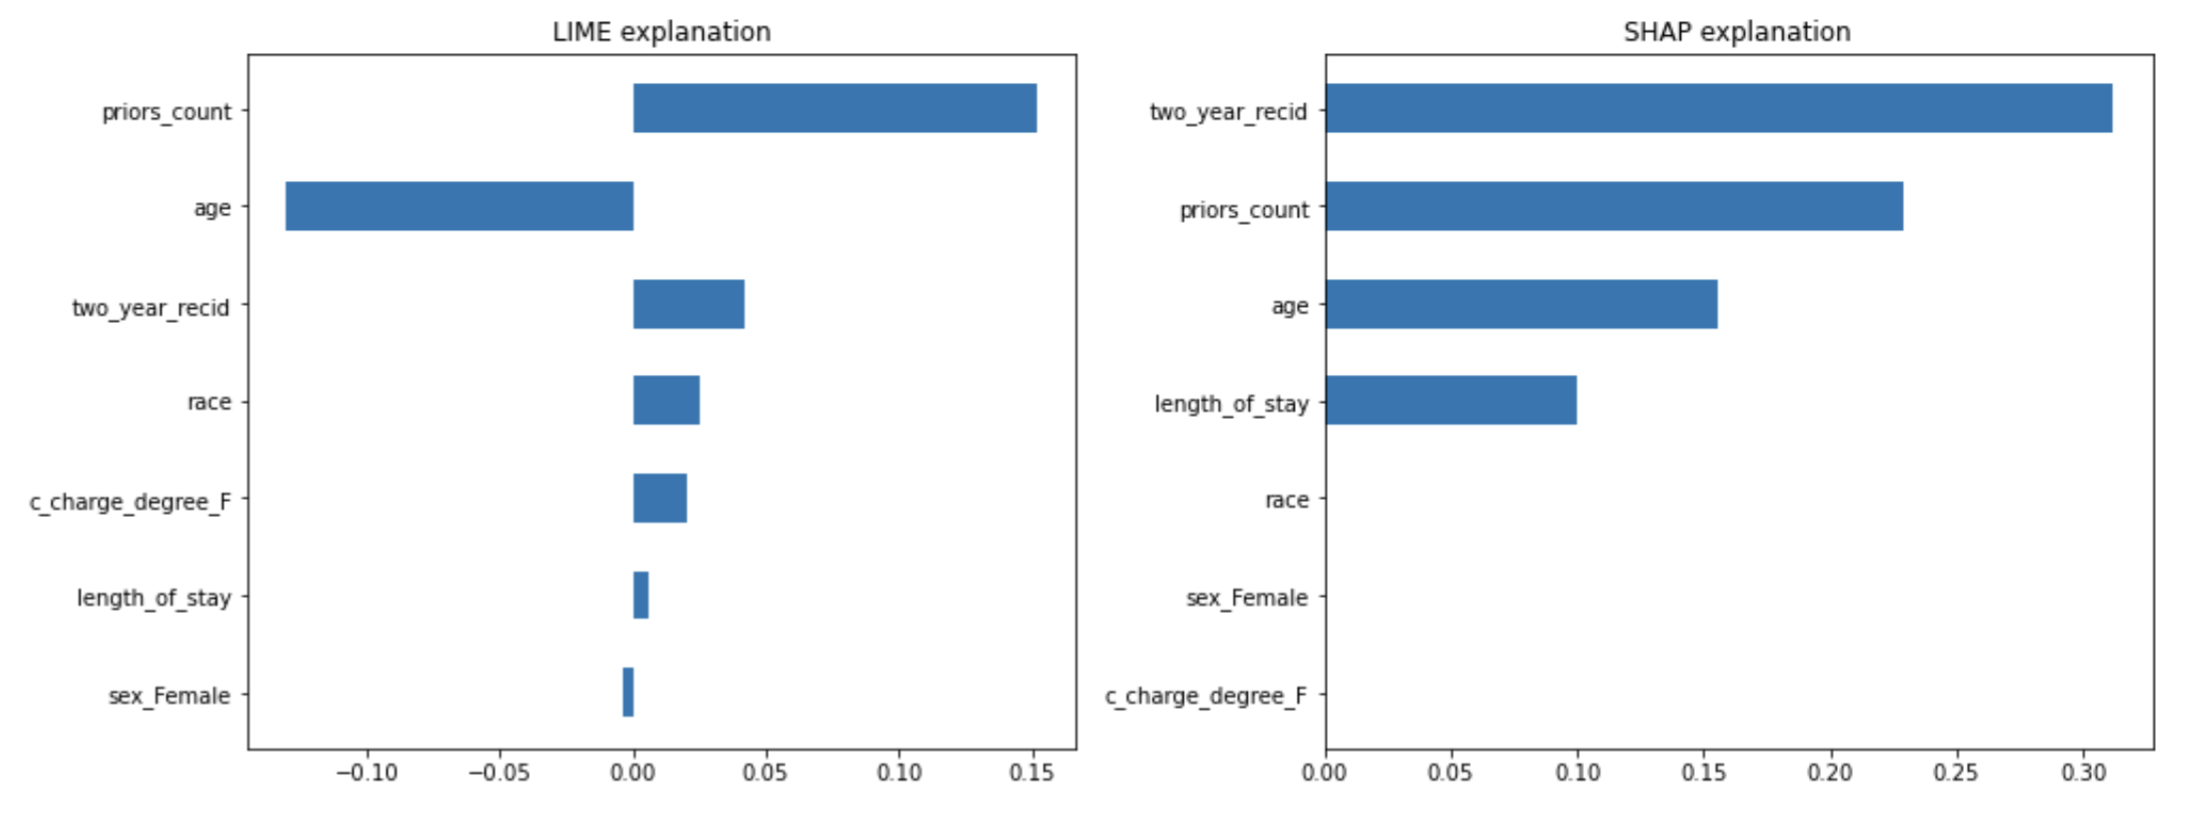 LIME explanation
priors_count
age
two_year_recid
race
c_charge_degree_F
length_of_stay
sex_Female
−0.10 −0.05 0.00 0.05 0.10 0.15
SHAP explanation
two_year_recid
priors_count
age
length_of_stay
race
sex_Female
c_charge_degree_F
0.00 0.05 0.10 0.15 0.20 0.25 0.30